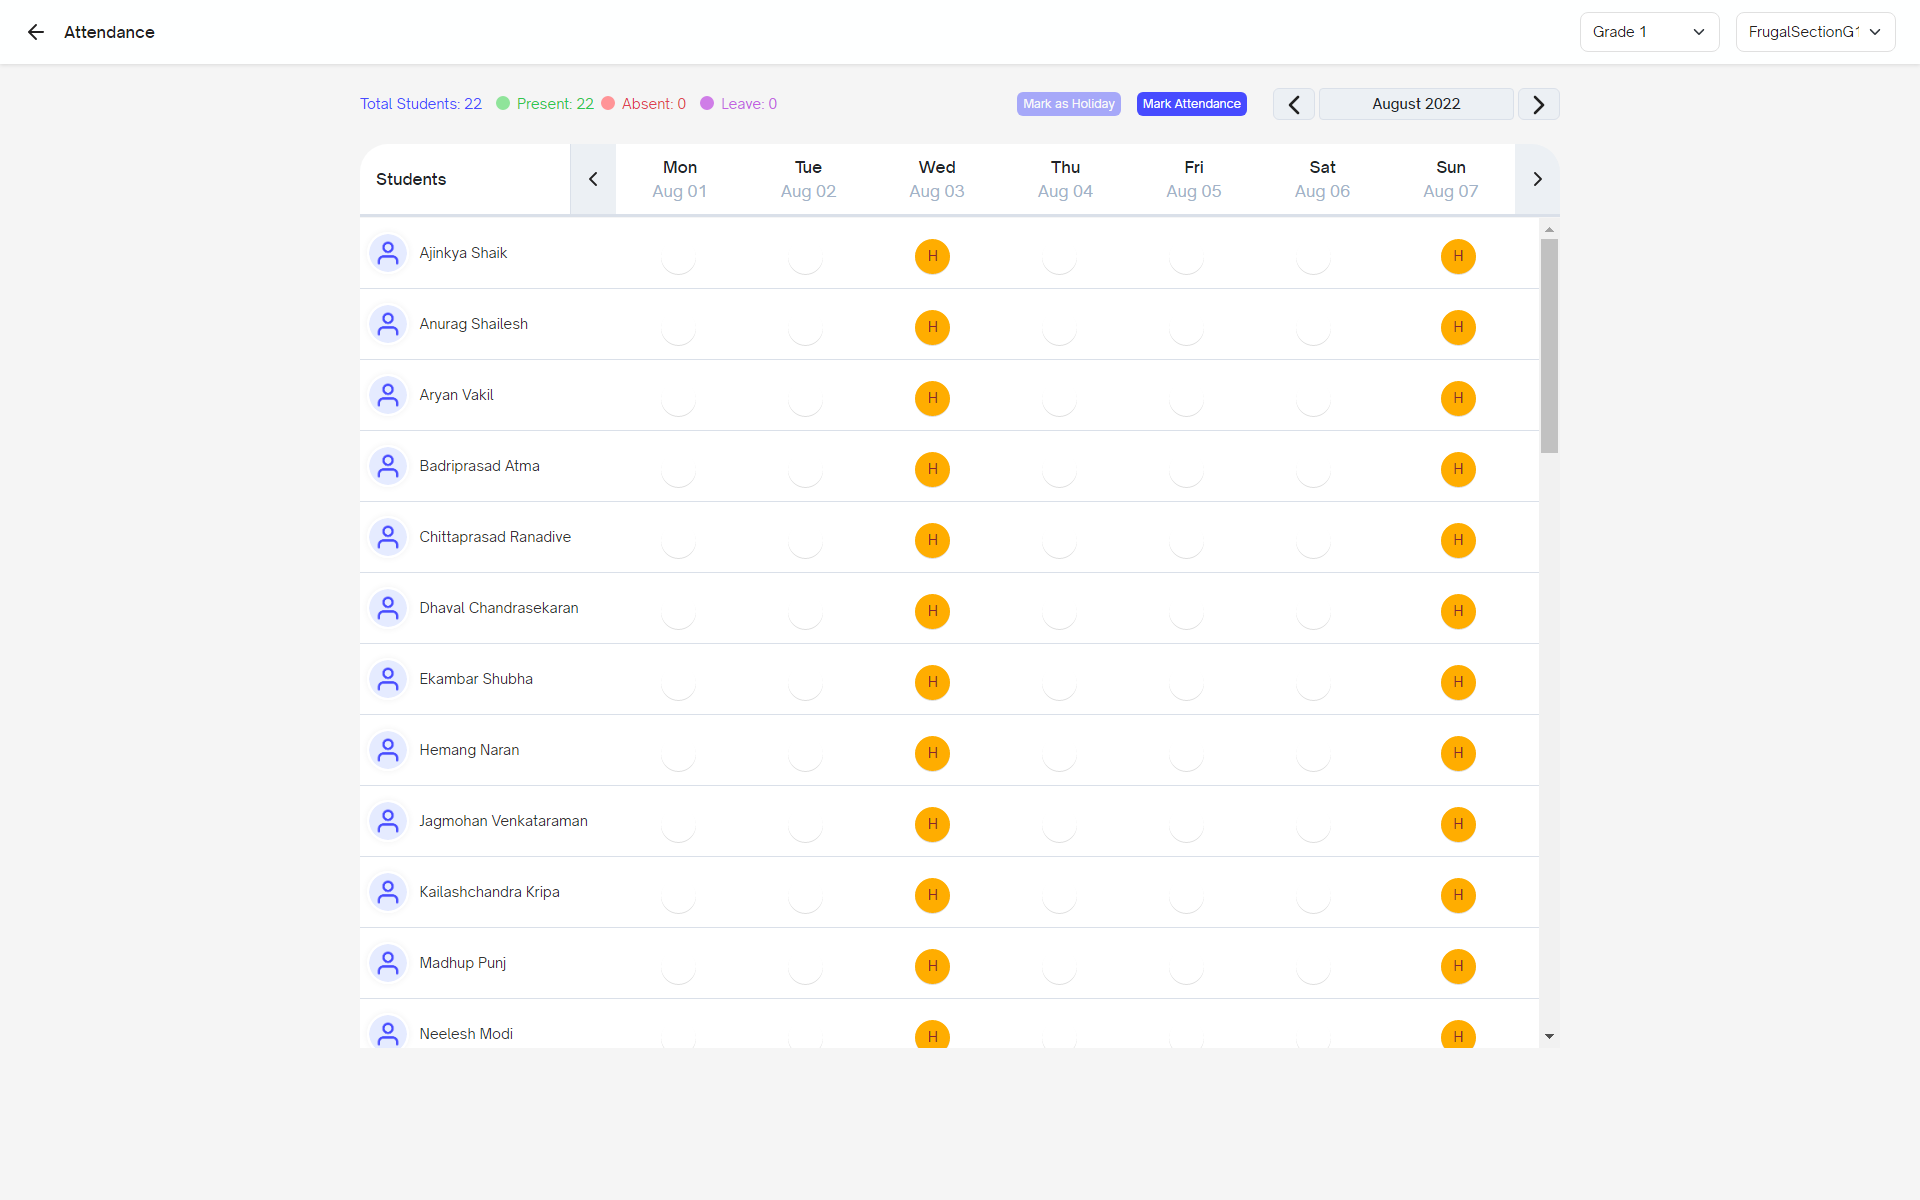 Attendance
Grade 1
FrugalSectionG1
Total Students: 22 Present: 22 Absent: 0 Leave: 0
Mark as Holiday
Mark Attendance
August 2022
Students
Mon Tue Wed Thu Fri Sat Sun
Aug 01 Aug 02 Aug 03 Aug 04 Aug 05 Aug 06 Aug 07
Ajinkya Shaik H H
Anurag Shailesh H H
Aryan Vakil H H
Badriprasad Atma H H
Chittaprasad Ranadive H H
Dhaval Chandrasekaran H H
Ekambar Shubha H H
Hemang Naran H H
Jagmohan Venkataraman H H
Kailashchandra Kripa H H
Madhup Punj H H
Neelesh Modi H H